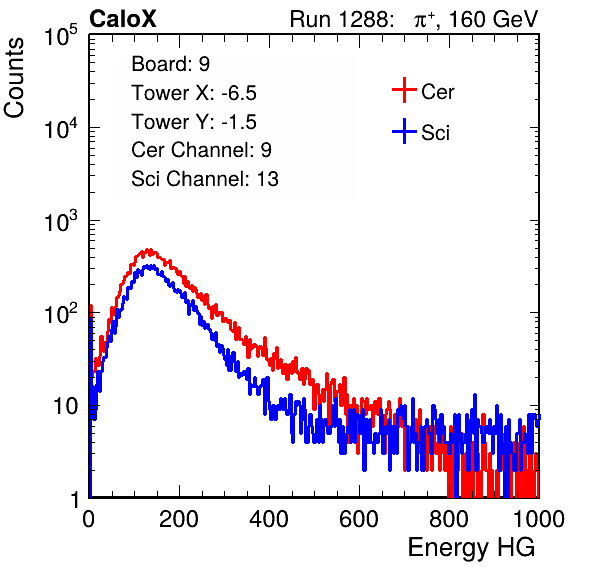 CaloX Run 1288: π⁺, 160 GeV
Counts
10⁵
10⁴
10³
10²
10
1
Board: 9
Tower X: -6.5
Tower Y: -1.5
Cer Channel: 9
Sci Channel: 13
Cer
Sci
0 200 400 600 800 1000
Energy HG